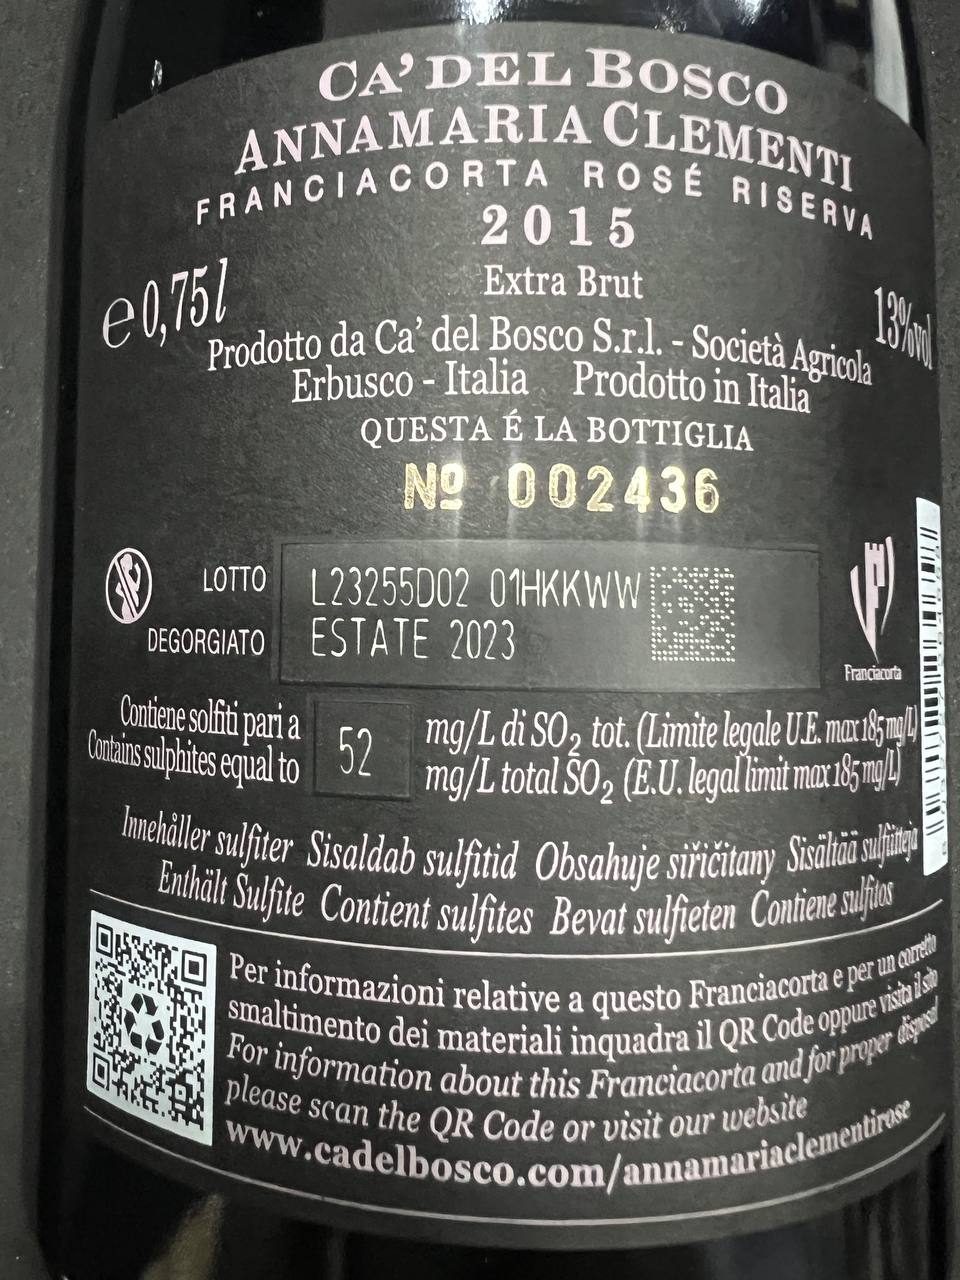 CA' DEL BOSCO
ANNAMARIA CLEMENTI
FRANCIACORTA ROSÉ RISERVA
2015
Extra Brut
℮ 0,75 l
13%vol
Prodotto da Ca' del Bosco S.r.l. - Società Agricola
Erbusco - Italia Prodotto in Italia
QUESTA É LA BOTTIGLIA
Nº 002436
LOTTO L23255D02 01HKKWW
DEGORGIATO ESTATE 2023
Franciacorta
Contiene solfiti pari a 52 mg/L di SO₂ tot. (Limite legale U.E. max 185 mg/L)
Contains sulphites equal to mg/L total SO₂ (E.U. legal limit max 185 mg/L)
Innehåller sulfiter Sisaldab sulfitid Obsahuje siřičitany Sisältää sulfiitteja
Enthält Sulfite Contient sulfites Bevat sulfieten Contiene sulfitos
Per informazioni relative a questo Franciacorta e per un corretto
smaltimento dei materiali inquadra il QR Code oppure visita il sito
For information about this Franciacorta and for proper disposal
please scan the QR Code or visit our website
www.cadelbosco.com/annamariaclementirose